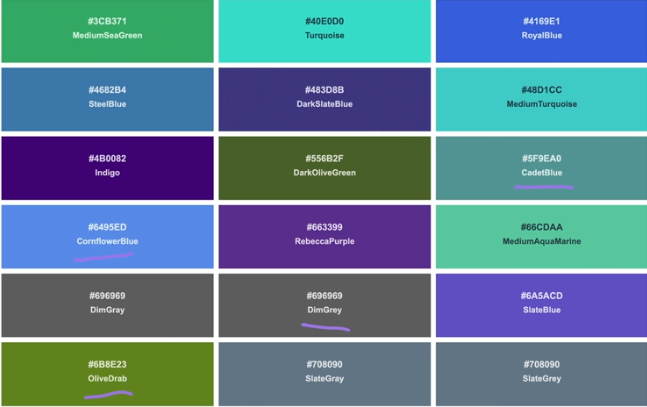 #3CB371
MediumSeaGreen
#40E0D0
Turquoise
#4169E1
RoyalBlue
#4682B4
SteelBlue
#483D8B
DarkSlateBlue
#48D1CC
MediumTurquoise
#4B0082
Indigo
#556B2F
DarkOliveGreen
#5F9EA0
CadetBlue
#6495ED
CornflowerBlue
#663399
RebeccaPurple
#66CDAA
MediumAquaMarine
#696969
DimGray
#696969
DimGrey
#6A5ACD
SlateBlue
#6B8E23
OliveDrab
#708090
SlateGray
#708090
SlateGrey